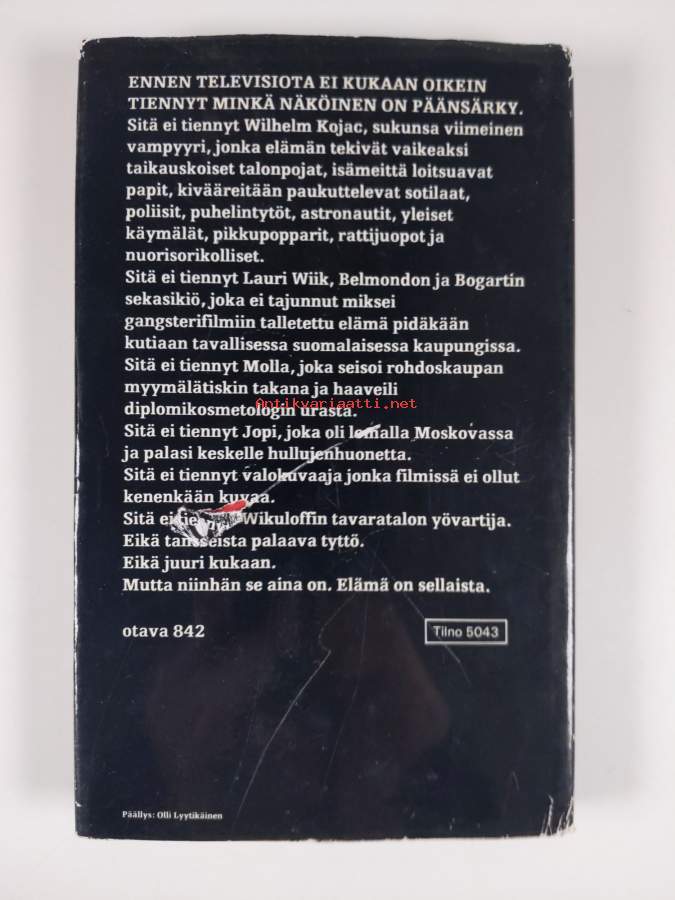 ENNEN TELEVISIOTA EI KUKAAN OIKEIN
TIENNYT MINKÄ NÄKÖINEN ON PÄÄNSÄRKY.
Sitä ei tiennyt Wilhelm Kojac, sukunsa viimeinen
vampyyri, jonka elämän tekivät vaikeaksi
taikauskoiset talonpojat, isämeittä loitsuavat
papit, kivääreitään paukuttelevat sotilaat,
poliisit, puhelintytöt, astronautit, yleiset
käymälät, pikkupopparit, rattijuopot ja
nuorisorikolliset.
Sitä ei tiennyt Lauri Wiik, Belmondon ja Bogartin
sekasikiö, joka ei tajunnut miksei
gangsterifilmiin talletettu elämä pidäkään
kutiaan tavallisessa suomalaisessa kaupungissa.
Sitä ei tiennyt Molla, joka seisoi rohdoskaupan
myymälätiskin takana ja haaveili
Antikvariaatti.net
diplomikosmetologin urasta.
Sitä ei tiennyt Jopi, joka oli lomalla Moskovassa
ja palasi keskelle hullujenhuonetta.
Sitä ei tiennyt valokuvaaja jonka filmissä ei ollut
kenenkään kuvaa.
Sitä ei Wikuloffin tavaratalon yövartija.
Eikä tansseista palaava tyttö.
Eikä juuri kukaan.
Mutta niinhän se aina on. Elämä on sellaista.
otava 842
Tilno 5043
Päällys: Olli Lyytikäinen